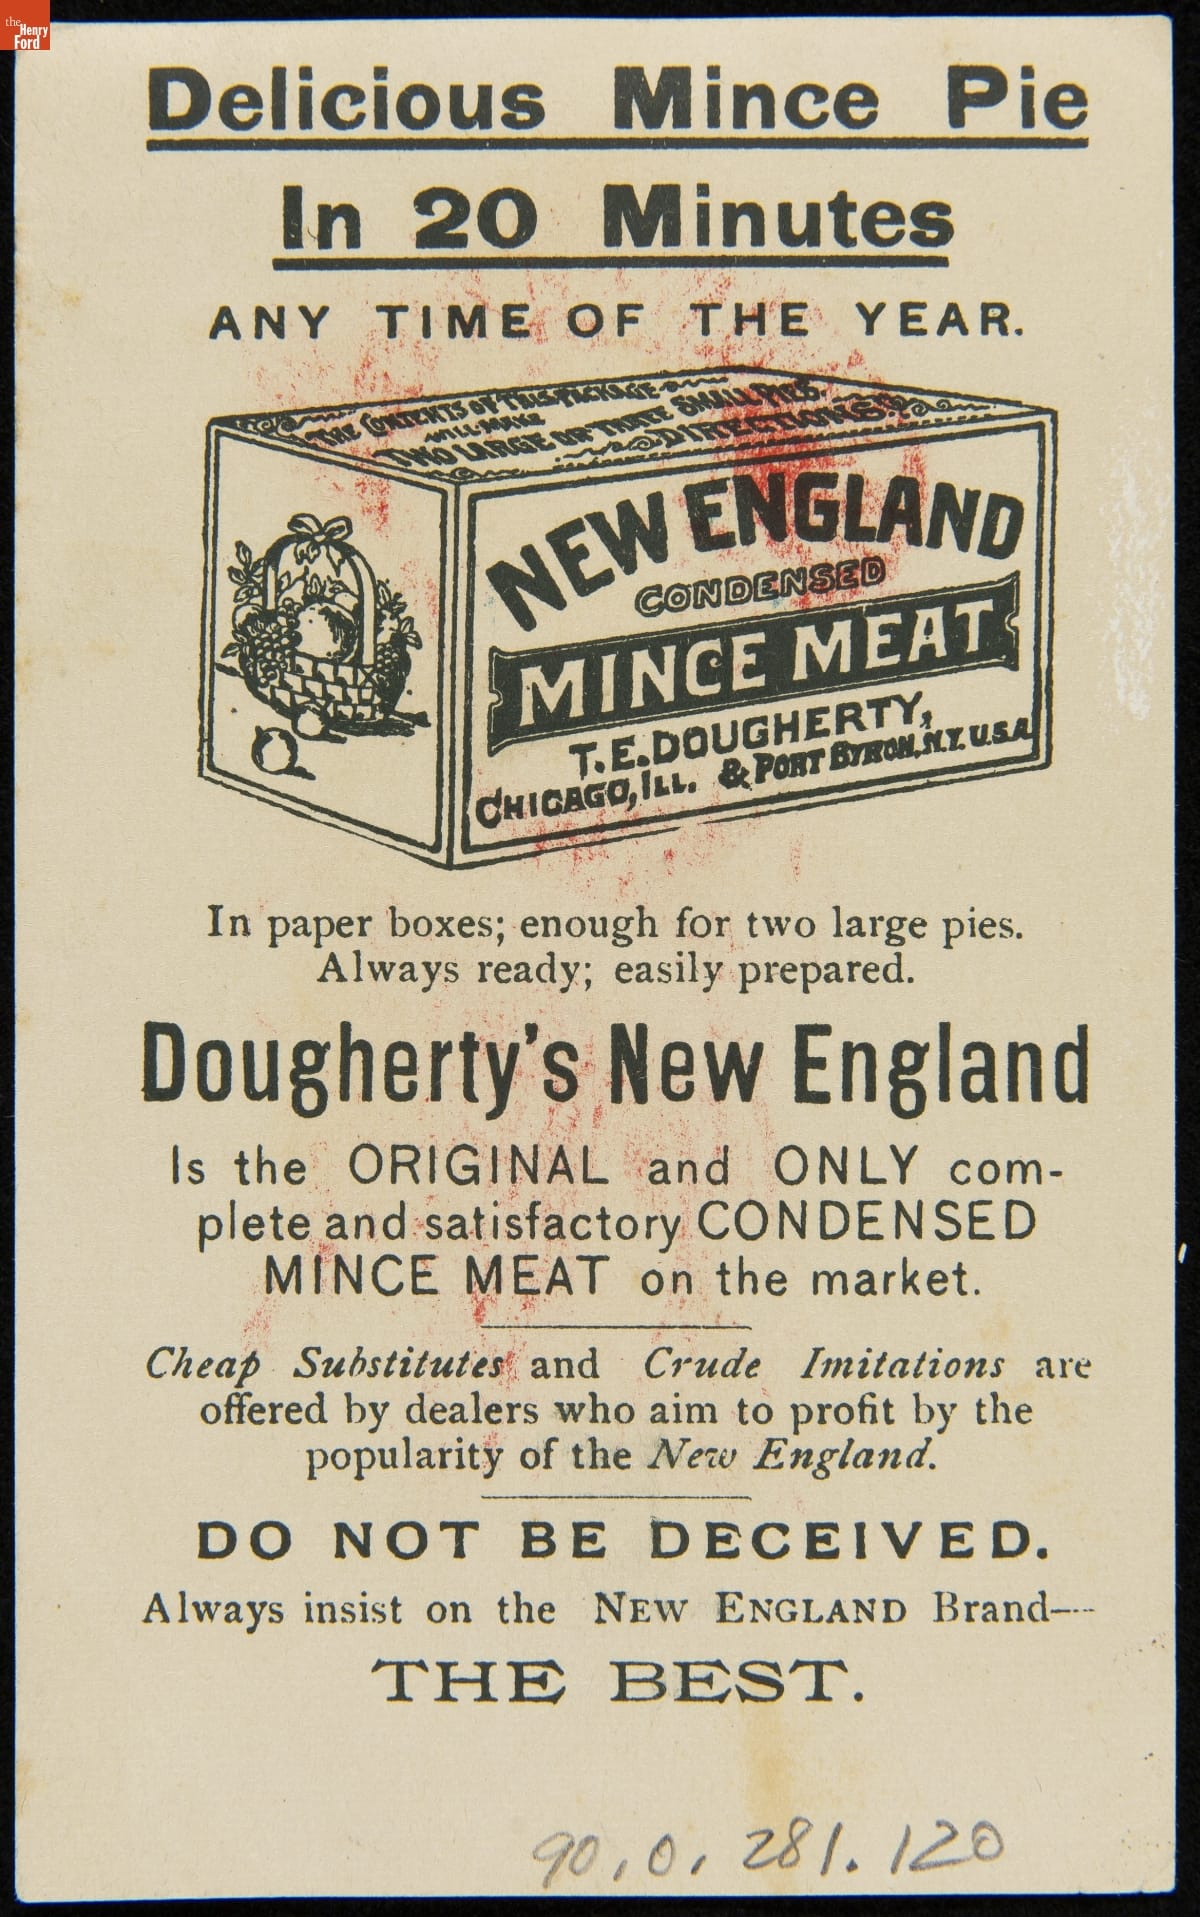 the
Henry
Ford
Delicious Mince Pie
In 20 Minutes
ANY TIME OF THE YEAR.
THE CONTENTS OF THIS PACKAGE
WILL MAKE
TWO LARGE OR THREE SMALL PIES.
DIRECTIONS.
NEW ENGLAND
CONDENSED
MINCE MEAT
T. E. DOUGHERTY,
CHICAGO, ILL. & PORT BYRON, N.Y. U.S.A.
In paper boxes; enough for two large pies.
Always ready; easily prepared.
Dougherty's New England
Is the ORIGINAL and ONLY com-
plete and satisfactory CONDENSED
MINCE MEAT on the market.
Cheap Substitutes and Crude Imitations are
offered by dealers who aim to profit by the
popularity of the New England.
DO NOT BE DECEIVED.
Always insist on the NEW ENGLAND Brand—
THE BEST.
90.0.281.120